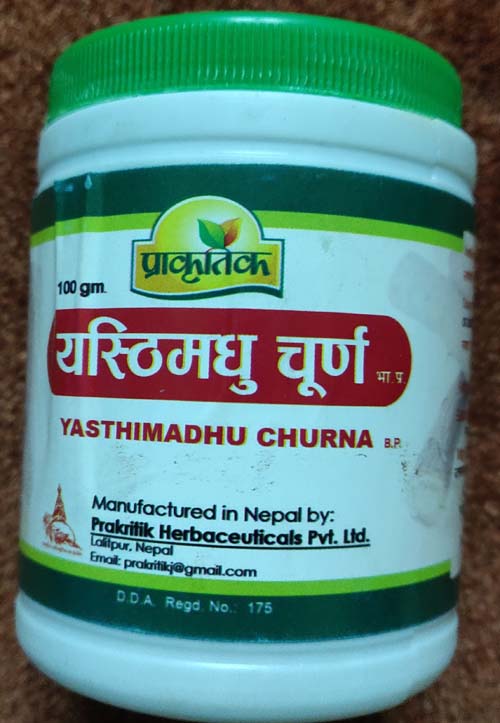 प्राकृतिक
100 gm.
यस्ठिमधु चूर्ण भा.प्र.
YASTHIMADHU CHURNA B.P.
Manufactured in Nepal by:
Prakritik Herbaceuticals Pvt. Ltd.
Lalitpur, Nepal
Email: prakritikj@gmail.com
D.D.A. Regd. No.: 175